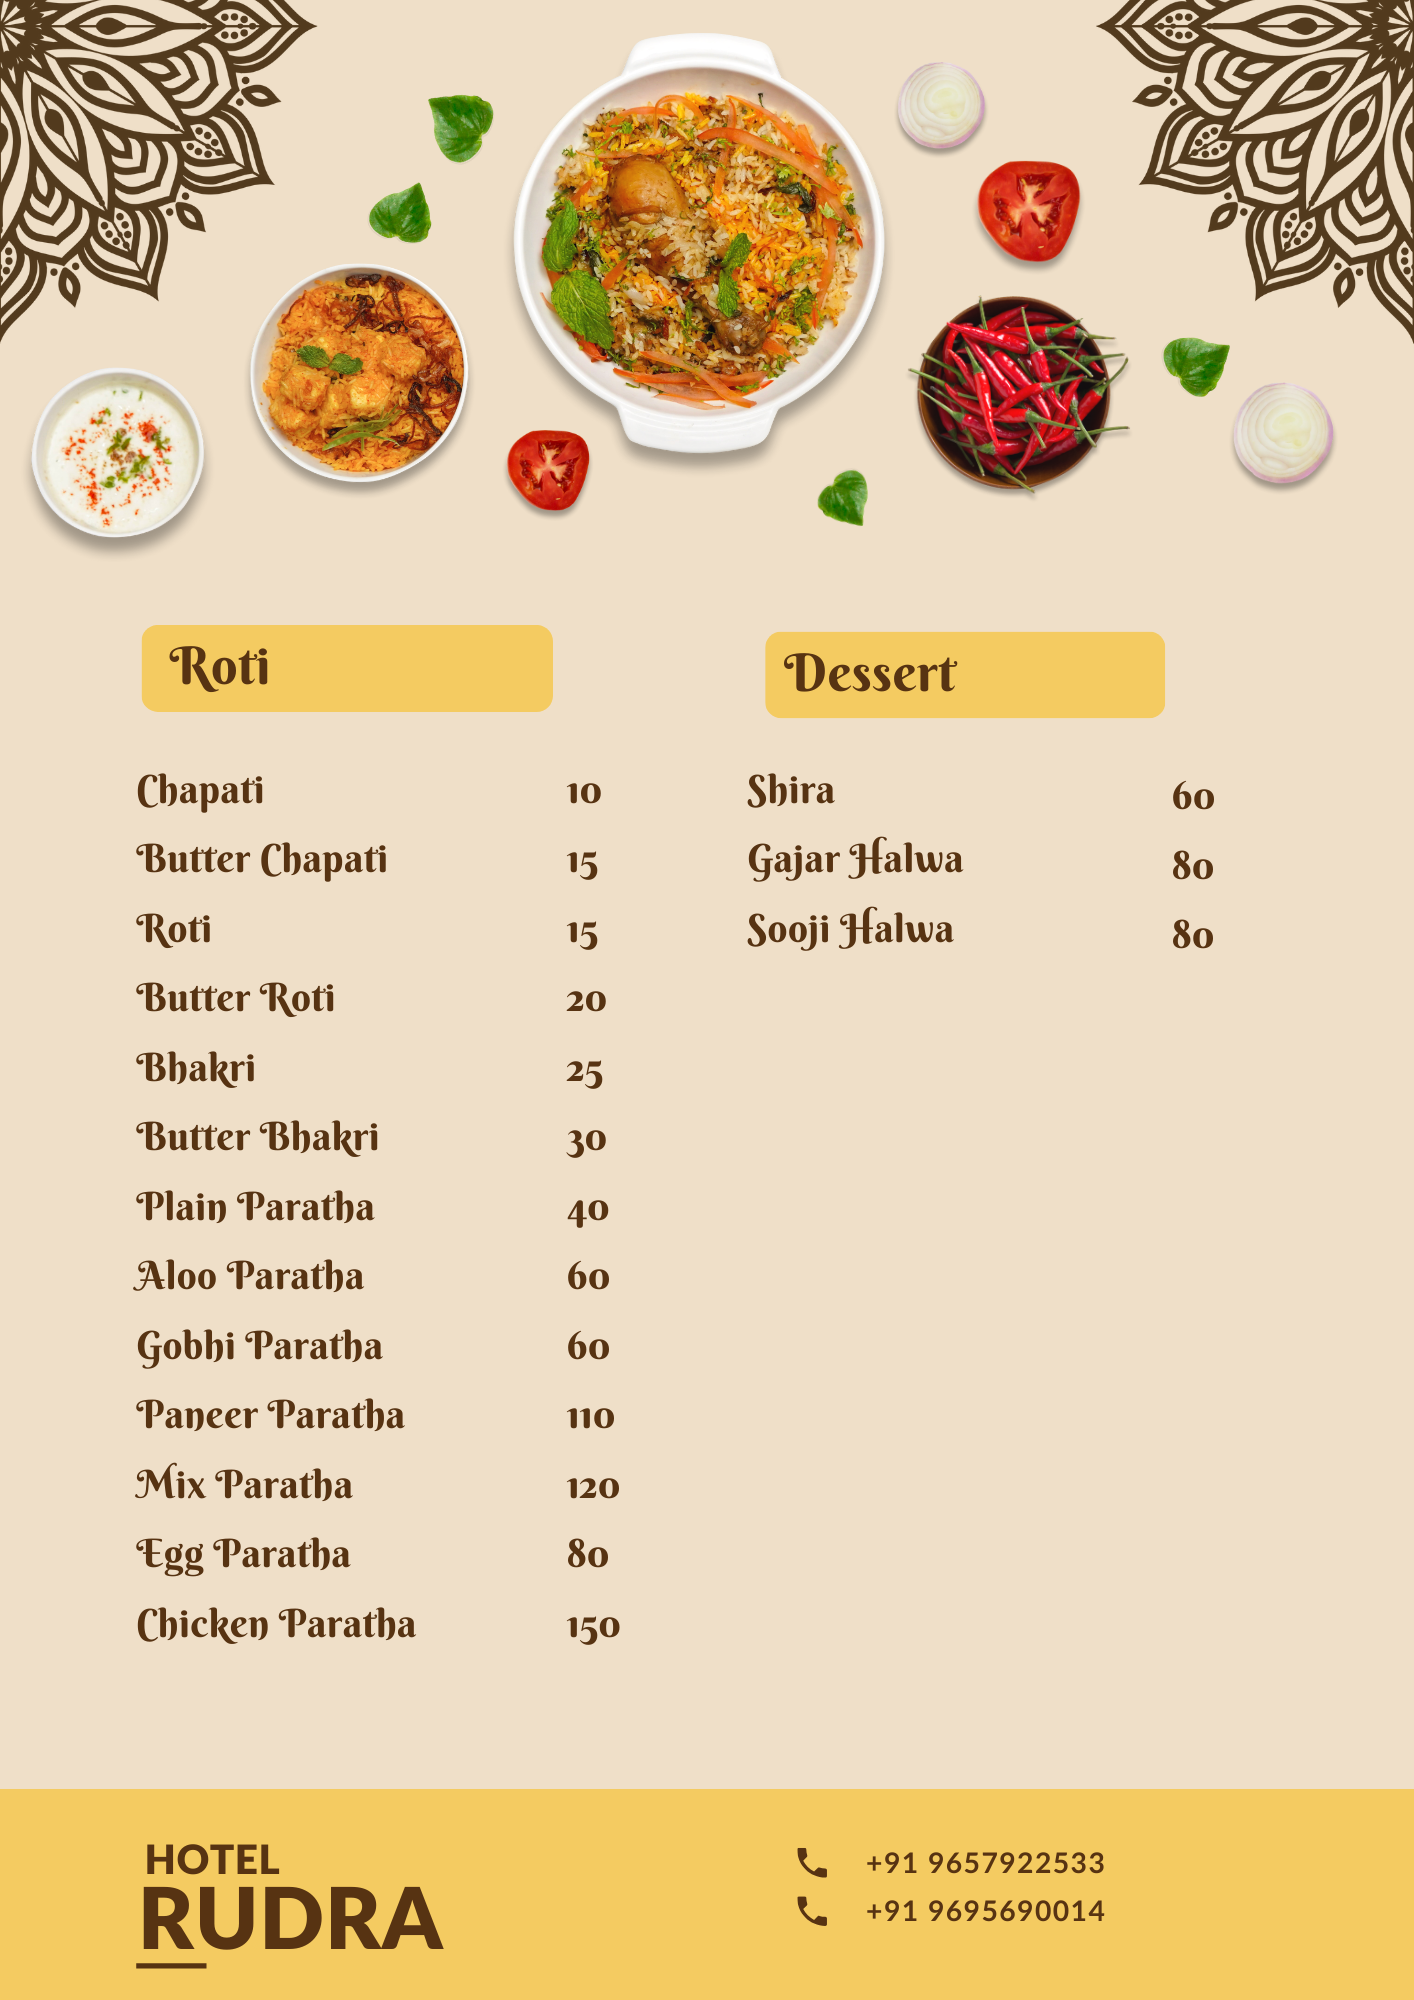 Roti
Chapati 10
Butter Chapati 15
Roti 15
Butter Roti 20
Bhakri 25
Butter Bhakri 30
Plain Paratha 40
Aloo Paratha 60
Gobhi Paratha 60
Paneer Paratha 110
Mix Paratha 120
Egg Paratha 80
Chicken Paratha 150
Dessert
Shira 60
Gajar Halwa 80
Sooji Halwa 80
HOTEL
RUDRA
+91 9657922533
+91 9695690014